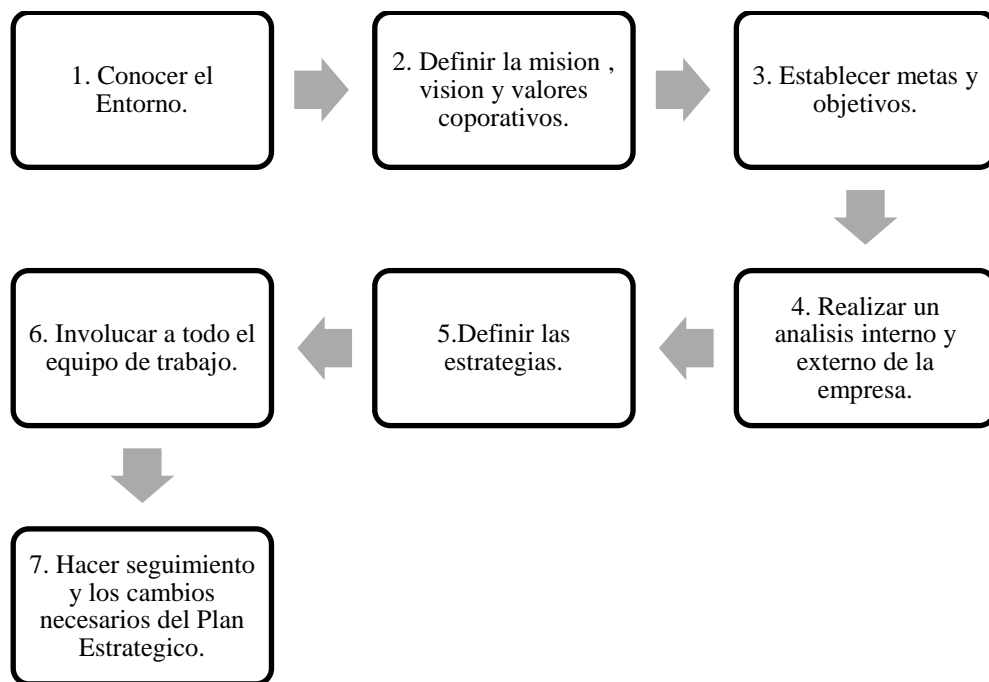 1. Conocer el
Entorno.
2. Definir la mision ,
vision y valores
coporativos.
3. Establecer metas y
objetivos.
4. Realizar un
analisis interno y
externo de la
empresa.
5.Definir las
estrategias.
6. Involucar a todo el
equipo de trabajo.
7. Hacer seguimiento
y los cambios
necesarios del Plan
Estrategico.